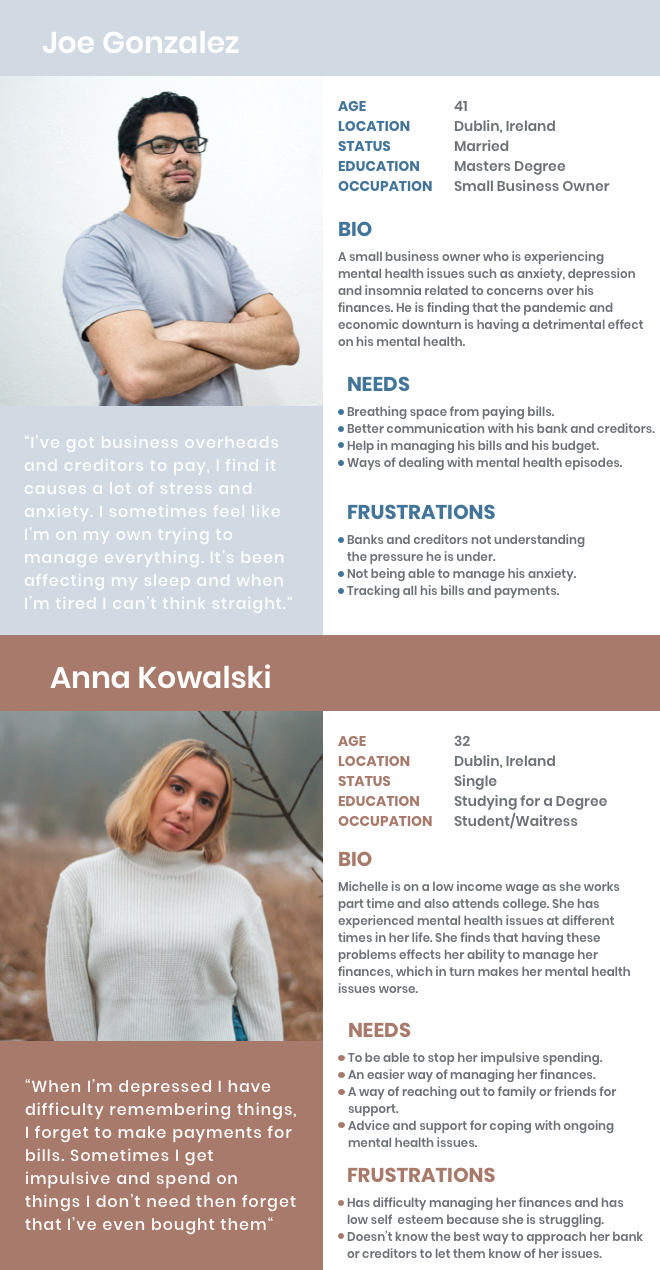 Joe Gonzalez
AGE 41
LOCATION Dublin, Ireland
STATUS Married
EDUCATION Masters Degree
OCCUPATION Small Business Owner
BIO
A small business owner who is experiencing
mental health issues such as anxiety, depression
and insomnia related to concerns over his
finances. He is finding that the pandemic and
economic downturn is having a detrimental effect
on his mental health.
NEEDS
Breathing space from paying bills.
Better communication with his bank and creditors.
Help in managing his bills and his budget.
Ways of dealing with mental health episodes.
FRUSTRATIONS
Banks and creditors not understanding
the pressure he is under.
Not being able to manage his anxiety.
Tracking all his bills and payments.
“I’ve got business overheads
and creditors to pay, I find it
causes a lot of stress and
anxiety. I sometimes feel like
I’m on my own trying to
manage everything. It’s been
affecting my sleep and when
I’m tired I can’t think straight.“
Anna Kowalski
AGE 32
LOCATION Dublin, Ireland
STATUS Single
EDUCATION Studying for a Degree
OCCUPATION Student/Waitress
BIO
Michelle is on a low income wage as she works
part time and also attends college. She has
experienced mental health issues at different
times in her life. She finds that having these
problems effects her ability to manage her
finances, which in turn makes her mental health
issues worse.
NEEDS
To be able to stop her impulsive spending.
An easier way of managing her finances.
A way of reaching out to family or friends for
support.
Advice and support for coping with ongoing
mental health issues.
FRUSTRATIONS
Has difficulty managing her finances and has
low self esteem because she is struggling.
Doesn’t know the best way to approach her bank
or creditors to let them know of her issues.
“When I’m depressed I have
difficulty remembering things,
I forget to make payments for
bills. Sometimes I get
impulsive and spend on
things I don’t need then forget
that I’ve even bought them“